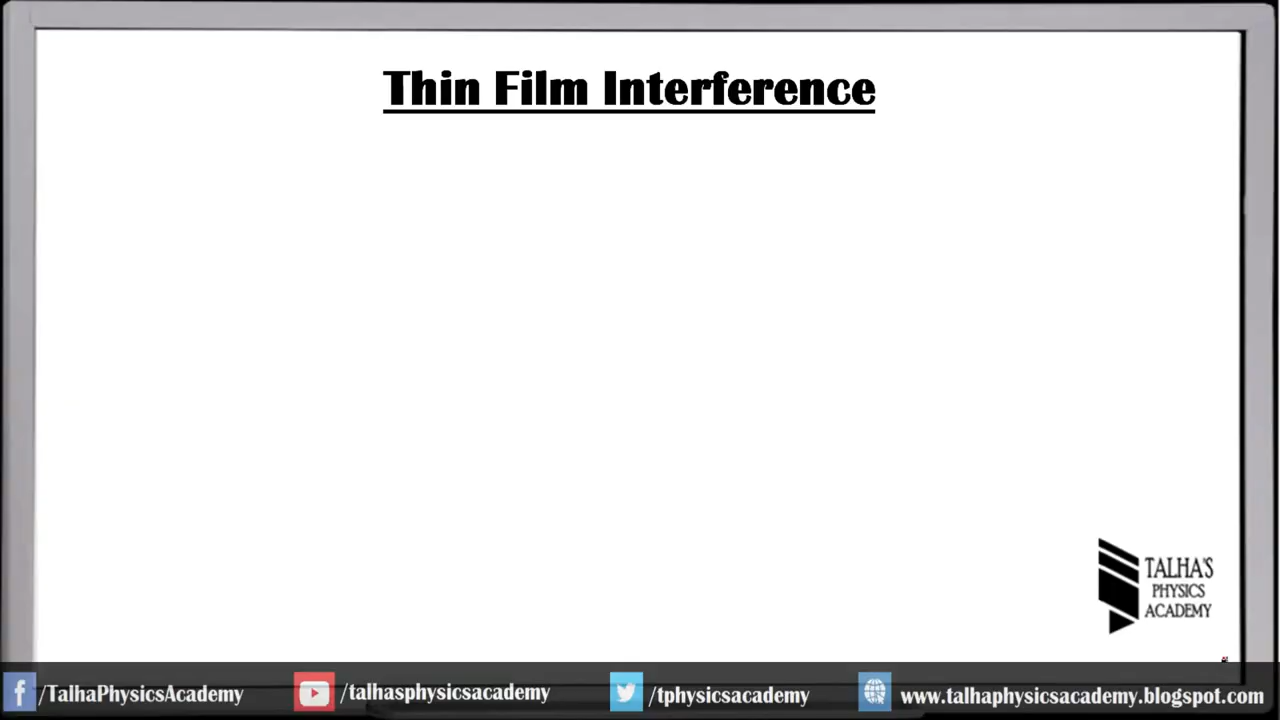 Thin Film Interference
TALHA'S
PHYSICS
ACADEMY
/TalhaPhysicsAcademy
/talhasphysicsacademy
/tphysicsacademy
www.talhaphysicsacademy.blogspot.com